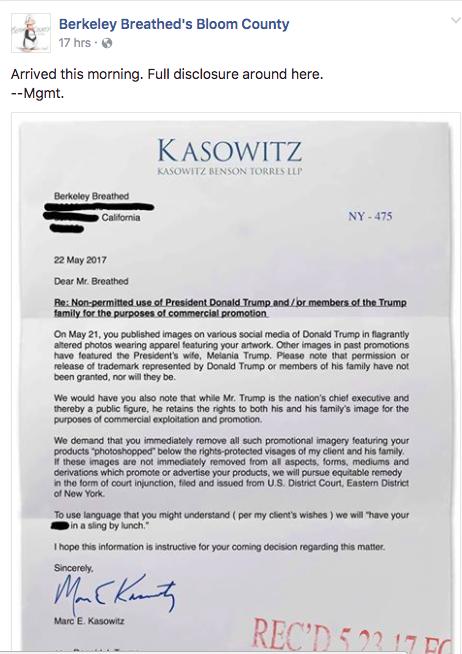 Berkeley Breathed's Bloom County
17 hrs ·
Arrived this morning. Full disclosure around here.
--Mgmt.
KASOWITZ
KASOWITZ BENSON TORRES LLP
Berkeley Breathed
California
NY - 475
22 May 2017
Dear Mr. Breathed
Re: Non-permitted use of President Donald Trump and / or members of the Trump
family for the purposes of commercial promotion
On May 21, you published images on various social media of Donald Trump in flagrantly
altered photos wearing apparel featuring your artwork. Other images in past promotions
have featured the President's wife, Melania Trump. Please note that permission or
release of trademark represented by Donald Trump or members of his family have not
been granted, nor will they be.
We would have you also note that while Mr. Trump is the nation's chief executive and
thereby a public figure, he retains the rights to both his and his family's image for the
purposes of commercial exploitation and promotion.
We demand that you immediately remove all such promotional imagery featuring your
products "photoshopped" below the rights-protected visages of my client and his family.
If these images are not immediately removed from all aspects, forms, mediums and
derivations which promote or advertise your products, we will pursue equitable remedy
in the form of court injunction, filed and issued from U.S. District Court, Eastern District
of New York.
To use language that you might understand ( per my client's wishes ) we will "have your
in a sling by lunch."
I hope this information is instructive for your coming decision regarding this matter.
Sincerely,
Marc E Kasowitz
Marc E. Kasowitz
REC'D 5 23 17